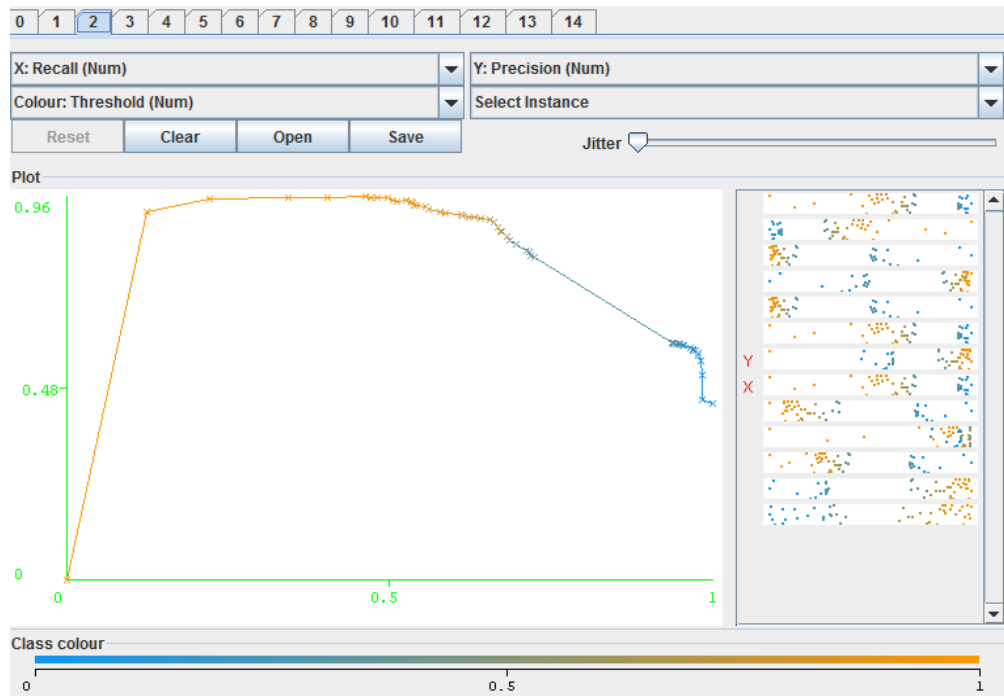 0 1 2 3 4 5 6 7 8 9 10 11 12 13 14
X: Recall (Num) Y: Precision (Num)
Colour: Threshold (Num) Select Instance
Reset Clear Open Save Jitter
Plot
0.96
0.48
0
0 0.5 1
Y
X
Class colour
0 0.5 1